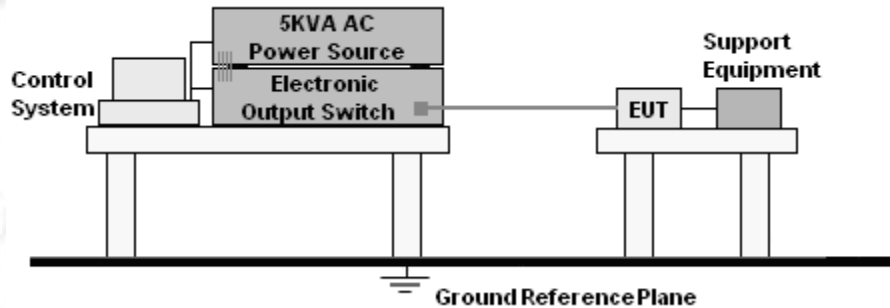 5KVA AC
Power Source
Control
System
Electronic
Output Switch
Support
Equipment
EUT
Ground Reference Plane